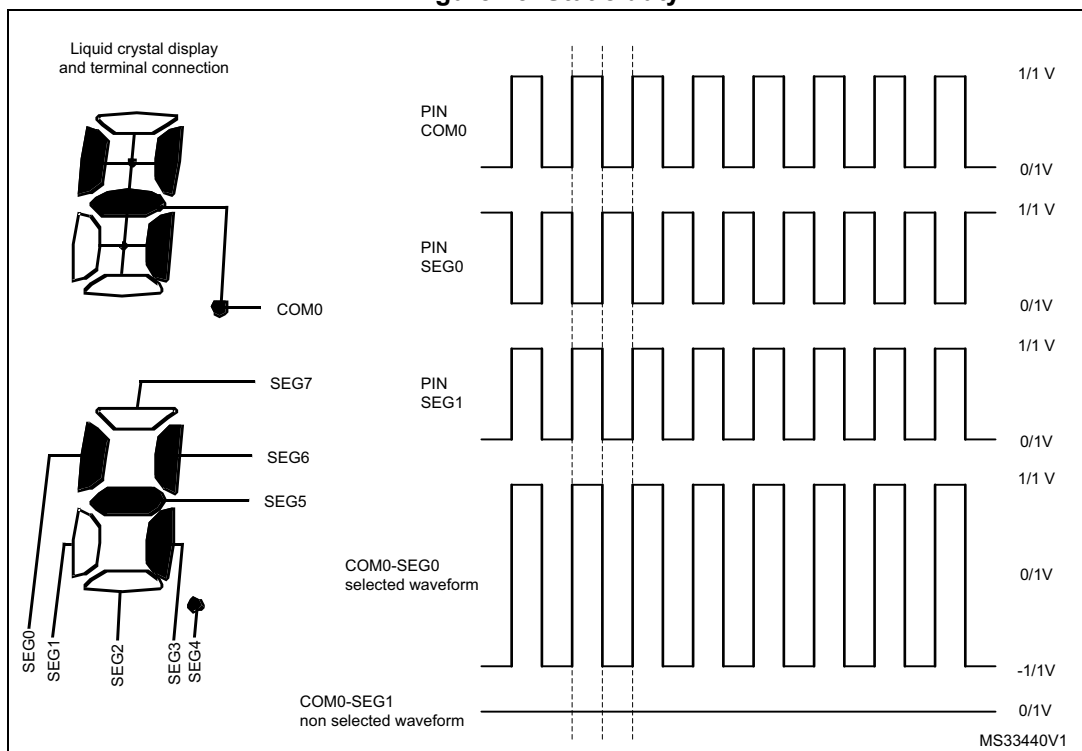 Liquid crystal display
and terminal connection
COM0
SEG7
SEG6
SEG5
SEG0
SEG1
SEG2
SEG3
SEG4
PIN
COM0
1/1 V
0/1V
PIN
SEG0
1/1 V
0/1V
PIN
SEG1
1/1 V
0/1V
COM0-SEG0
selected waveform
1/1 V
0/1V
-1/1V
COM0-SEG1
non selected waveform
0/1V
MS33440V1